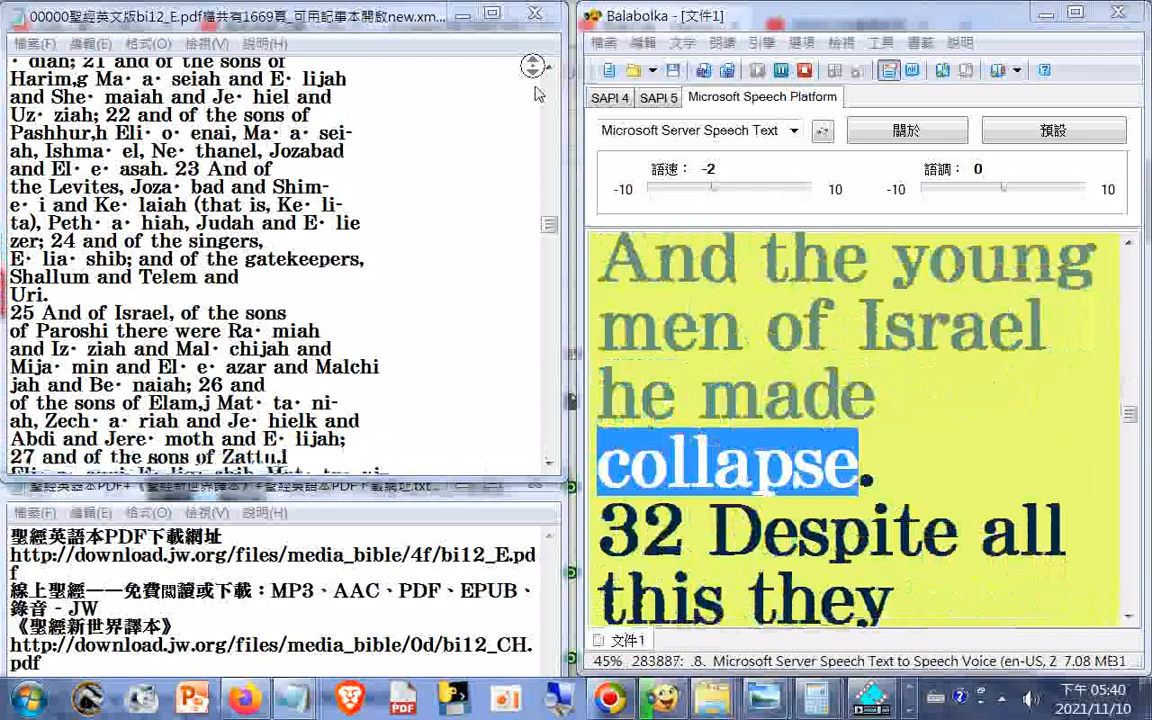 00000聖經英文版bi12_E.pdf檔共有1669頁_可用記事本開啟new.xm...
檔案(F) 編輯(E) 格式(O) 檢視(V) 說明(H)
diah; 21 and of the sons of
Harim,g Ma‧ a‧ seiah and E‧ lijah
and She‧ maiah and Je‧ hiel and
Uz‧ ziah; 22 and of the sons of
Pashhur,h Eli‧ o‧ enai, Ma‧ a‧ sei-
ah, Ishma‧ el, Ne‧ thanel, Jozabad
and El‧ e‧ asah. 23 And of
the Levites, Joza‧ bad and Shim-
e‧ i and Ke‧ laiah (that is, Ke‧ li-
ta), Peth‧ a‧ hiah, Judah and E‧ lie
zer; 24 and of the singers,
E‧ lia‧ shib; and of the gatekeepers,
Shallum and Telem and
Uri.
25 And of Israel, of the sons
of Paroshi there were Ra‧ miah
and Iz‧ ziah and Mal‧ chijah and
Mija‧ min and El‧ e‧ azar and Malchi
jah and Be‧ naiah; 26 and
of the sons of Elam,j Mat‧ ta‧ ni-
ah, Zech‧ a‧ riah and Je‧ hielk and
Abdi and Jere‧ moth and E‧ lijah;
27 and of the sons of Zattu,l
檔案(F) 編輯(E) 格式(O) 檢視(V) 說明(H)
聖經英語本PDF下載網址
http://download.jw.org/files/media_bible/4f/bi12_E.pd
f
線上聖經——免費閱讀或下載：MP3、AAC、PDF、EPUB、
錄音 - JW
《聖經新世界譯本》
http://download.jw.org/files/media_bible/0d/bi12_CH.
pdf
Balabolka - [文件1]
檔案 編輯 文字 朗讀 引擎 選項 檢視 工具 書籤 說明
SAPI 4 SAPI 5 Microsoft Speech Platform
Microsoft Server Speech Text 關於 預設
語速： -2 語調： 0
-10 10 -10 10
And the young
men of Israel
he made
collapse.
32 Despite all
this they
文件1
45% 283887: .8. Microsoft Server Speech Text to Speech Voice (en-US, Z 7.08 MB
PDF
下午 05:40
2021/11/10